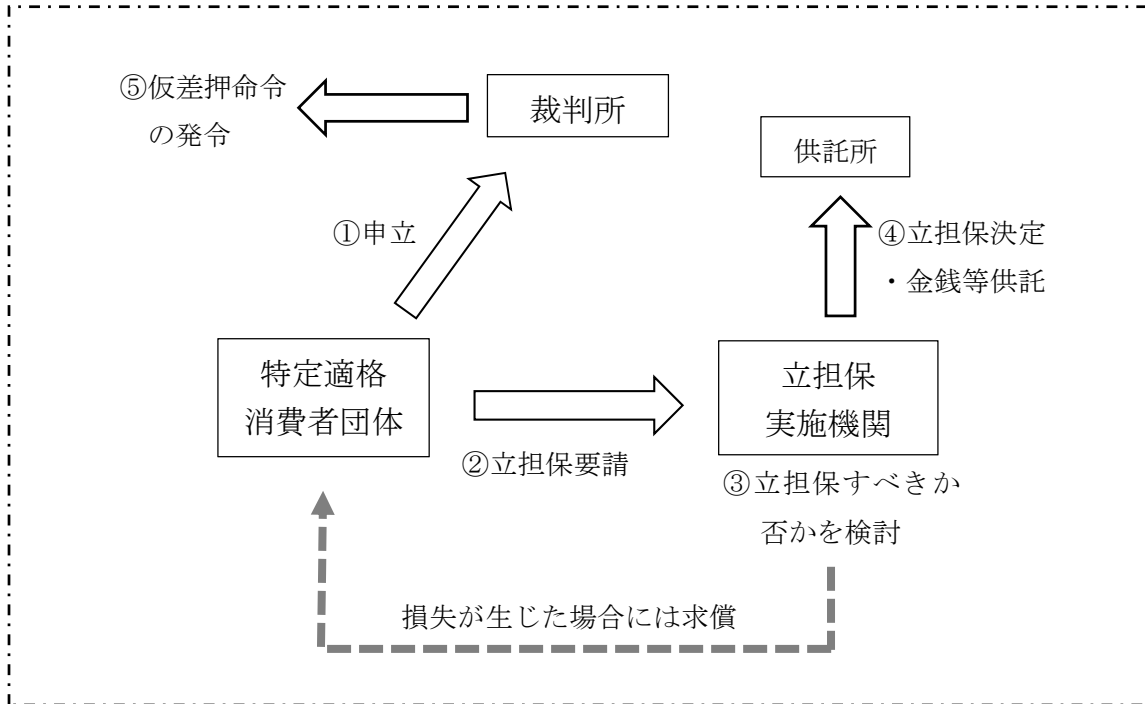 ⑤仮差押命令
の発令
裁判所
供託所
①申立
④立担保決定
・金銭等供託
特定適格
消費者団体
②立担保要請
立担保
実施機関
③立担保すべきか
否かを検討
損失が生じた場合には求償